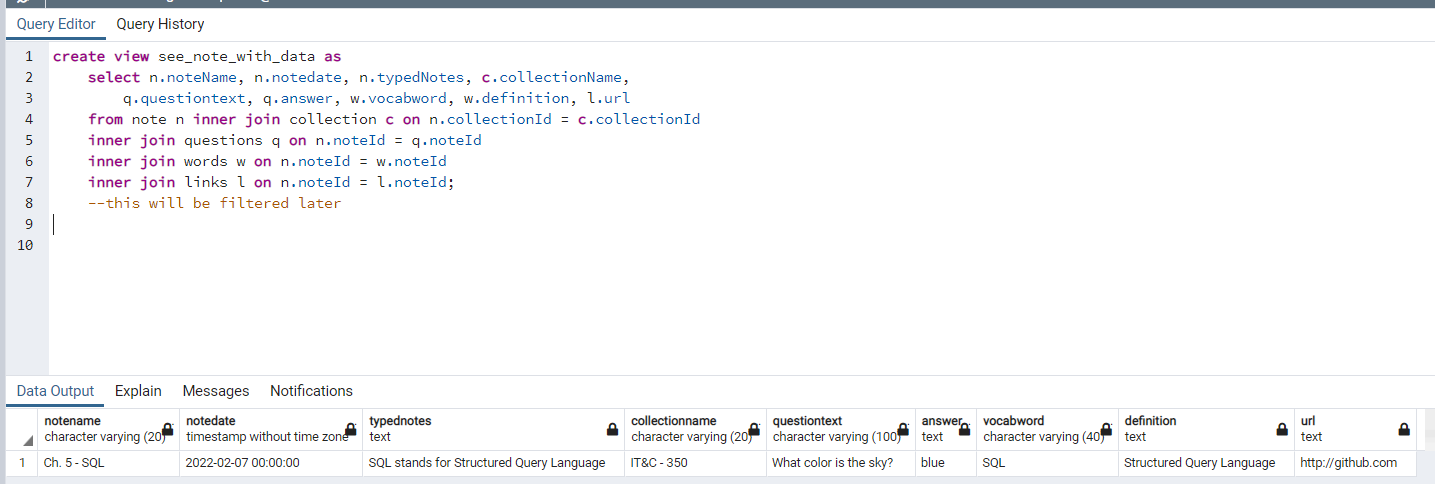 Query Editor Query History
1 create view see_note_with_data as
2 select n.noteName, n.notedate, n.typedNotes, c.collectionName,
3 q.questiontext, q.answer, w.vocabword, w.definition, l.url
4 from note n inner join collection c on n.collectionId = c.collectionId
5 inner join questions q on n.noteId = q.noteId
6 inner join words w on n.noteId = w.noteId
7 inner join links l on n.noteId = l.noteId;
8 --this will be filtered later
9
10
Data Output Explain Messages Notifications
notename notedate typednotes collectionname questiontext answer vocabword definition url
character varying (20) timestamp without time zone text character varying (20) character varying (100) text character varying (40) text text
1 Ch. 5 - SQL 2022-02-07 00:00:00 SQL stands for Structured Query Language IT&C - 350 What color is the sky? blue SQL Structured Query Language http://github.com